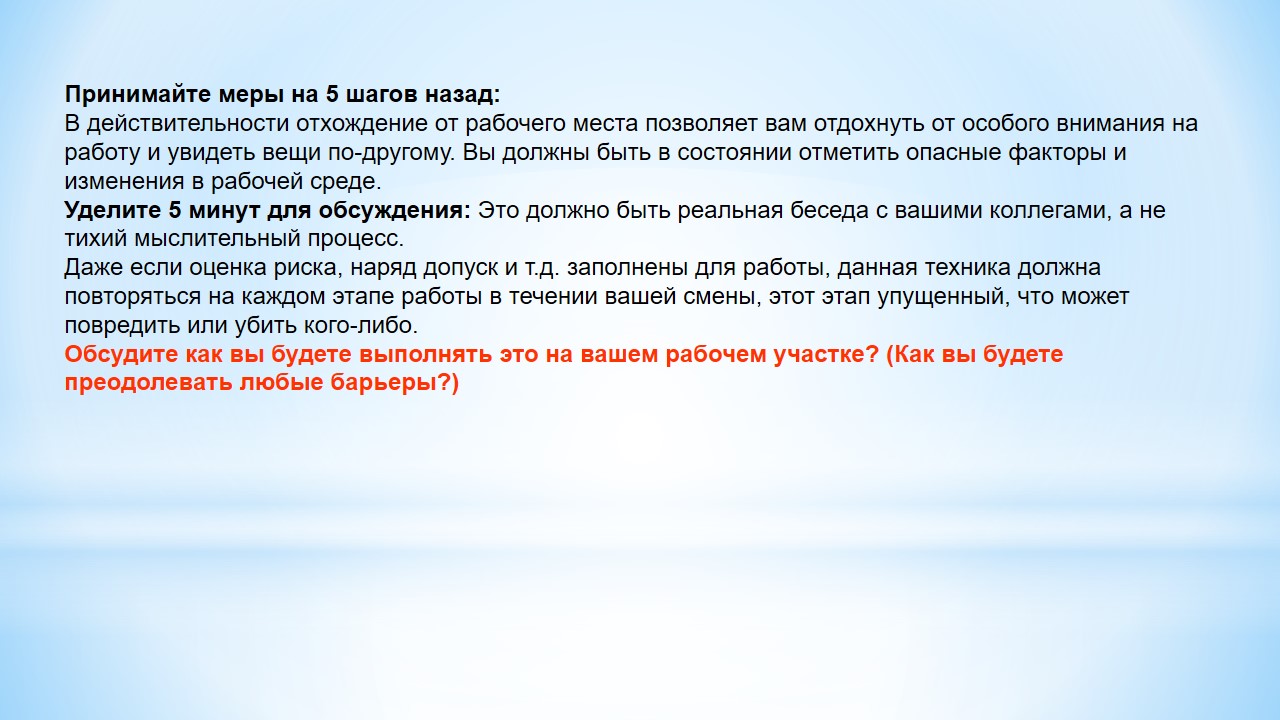 Принимайте меры на 5 шагов назад:
В действительности отхождение от рабочего места позволяет вам отдохнуть от особого внимания на
работу и увидеть вещи по-другому. Вы должны быть в состоянии отметить опасные факторы и
изменения в рабочей среде.
Уделите 5 минут для обсуждения: Это должно быть реальная беседа с вашими коллегами, а не
тихий мыслительный процесс.
Даже если оценка риска, наряд допуск и т.д. заполнены для работы, данная техника должна
повторяться на каждом этапе работы в течении вашей смены, этот этап упущенный, что может
повредить или убить кого-либо.
Обсудите как вы будете выполнять это на вашем рабочем участке? (Как вы будете
преодолевать любые барьеры?)